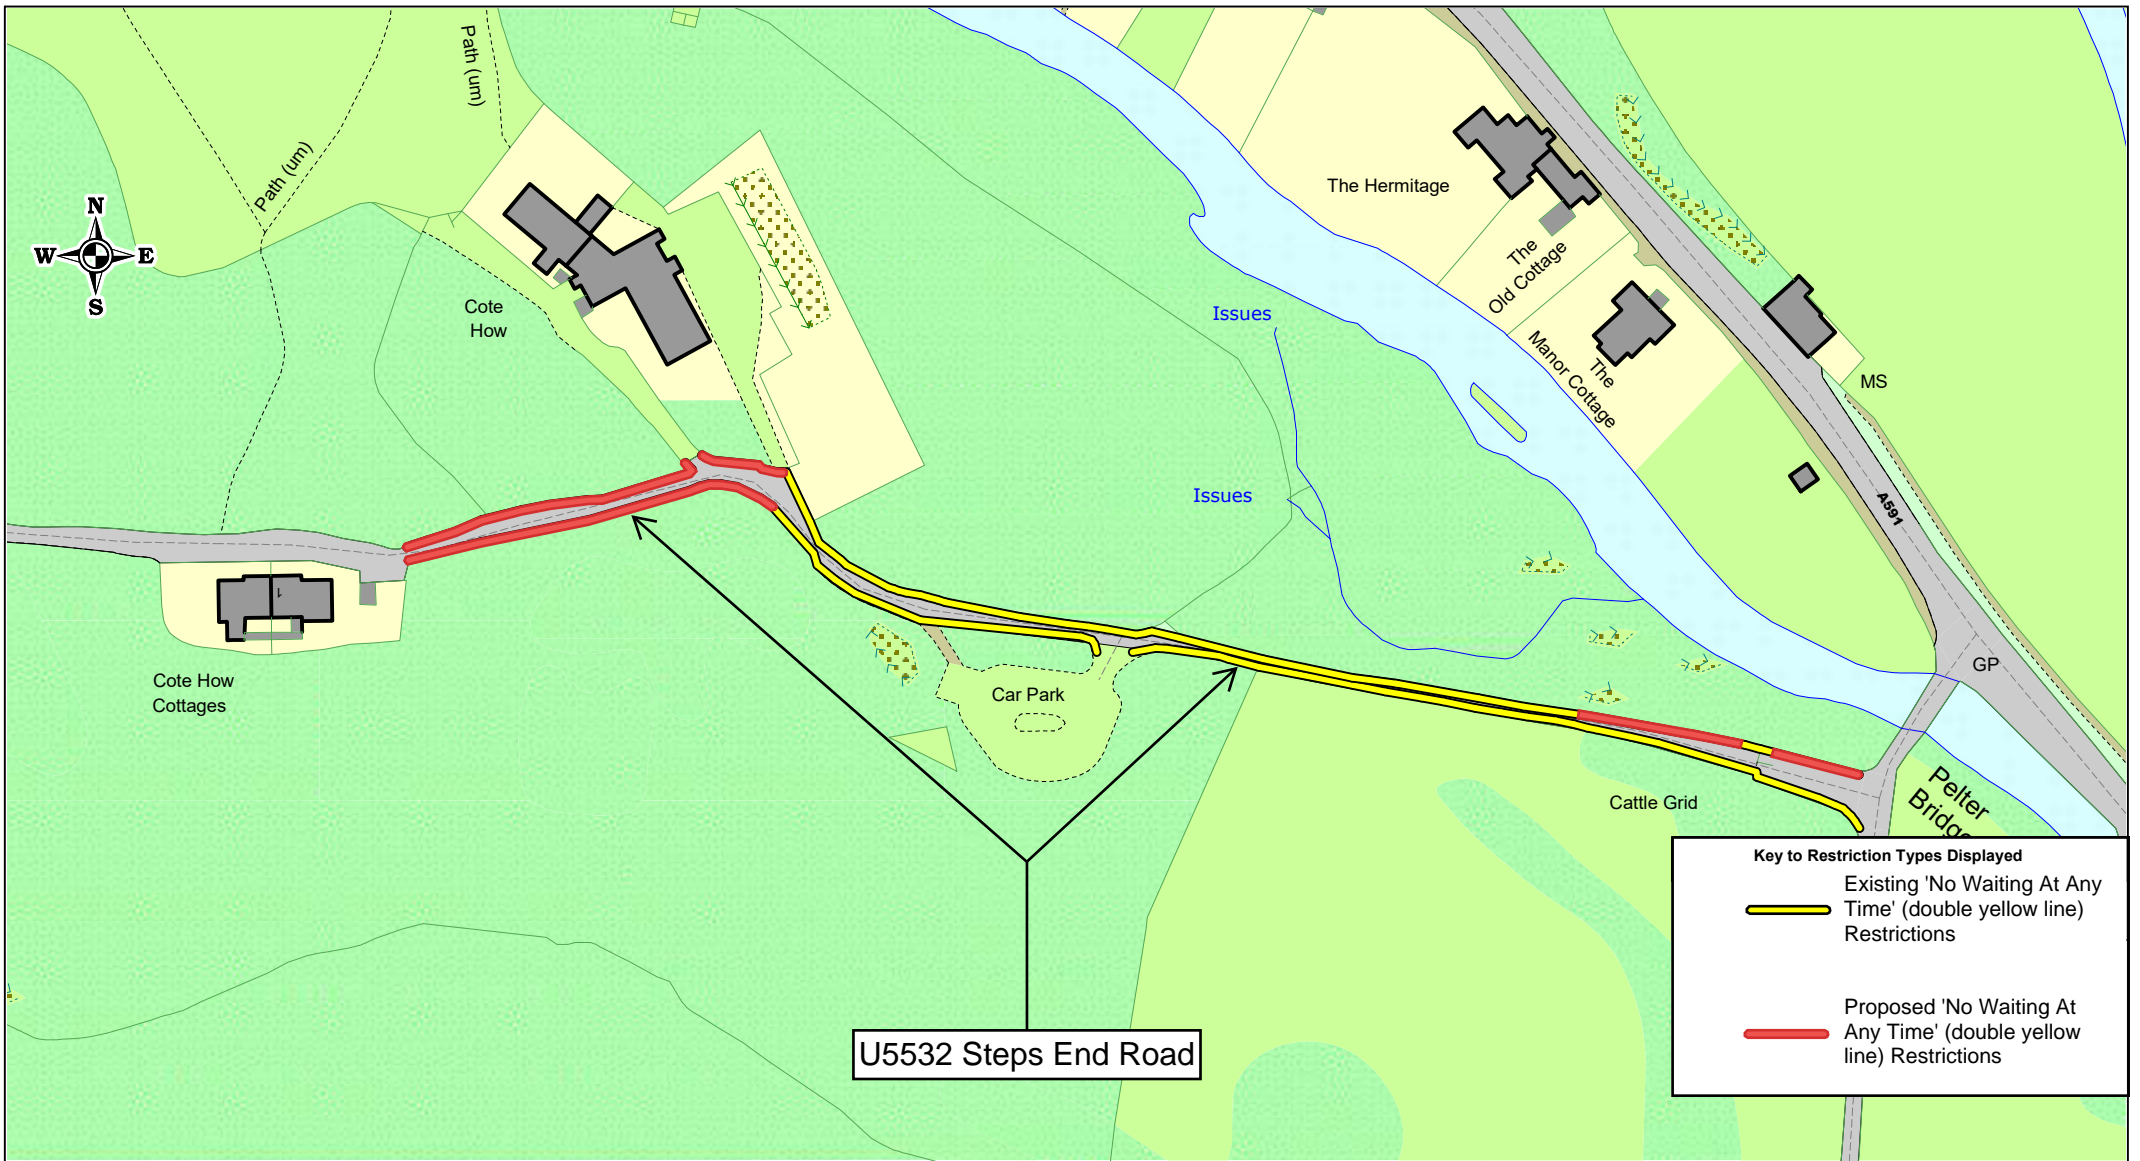 Path (um)
Path (um)
N
W E
S
Cote
How
The Hermitage
The
Old Cottage
The
Manor Cottage
Issues
Issues
MS
A591
GP
1
Cote How
Cottages
Car Park
Cattle Grid
Pelter
Bridge
U5532 Steps End Road
Key to Restriction Types Displayed
Existing 'No Waiting At Any
Time' (double yellow line)
Restrictions
Proposed 'No Waiting At
Any Time' (double yellow
line) Restrictions